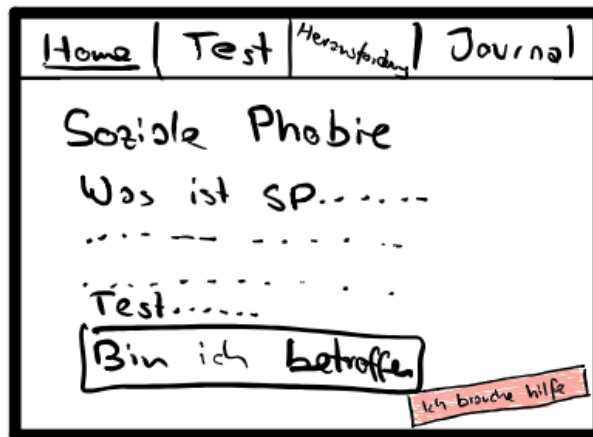 Home | Test | Herausforderung | Journal
Soziale Phobie
Was ist SP.......
Test......
Bin ich betroffen
Ich brauche hilfe